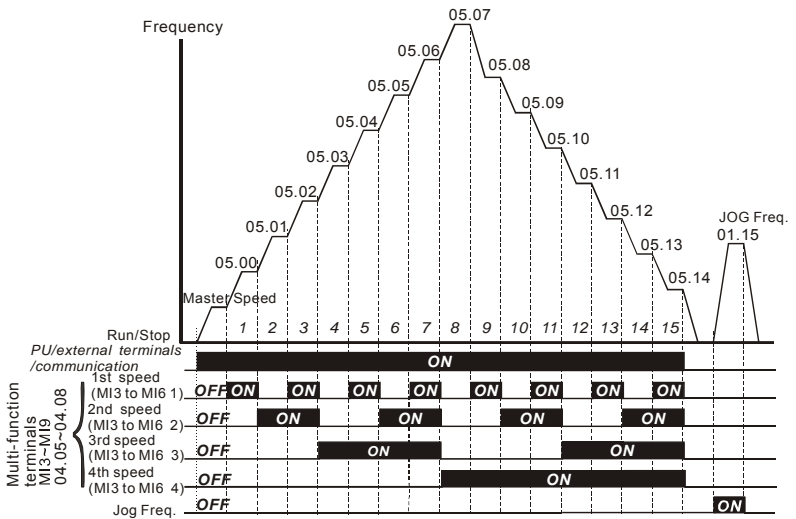 Frequency
05.07
05.06
05.08
05.05
05.09
05.04
05.10
05.03
05.11
05.02
05.12
JOG Freq.
01.15
05.01
05.13
05.00
05.14
Master Speed
Run/Stop
1 2 3 4 5 6 7 8 9 10 11 12 13 14 15
PU/external terminals
/communication
ON
Multi-function
terminals
MI3~MI9
04.05~04.08
1st speed
(MI3 to MI6 1)
OFF ON ON ON ON ON ON ON ON
2nd speed
(MI3 to MI6 2)
OFF ON ON ON ON
3rd speed
(MI3 to MI6 3)
OFF ON ON
4th speed
(MI3 to MI6 4)
OFF ON
Jog Freq. OFF ON